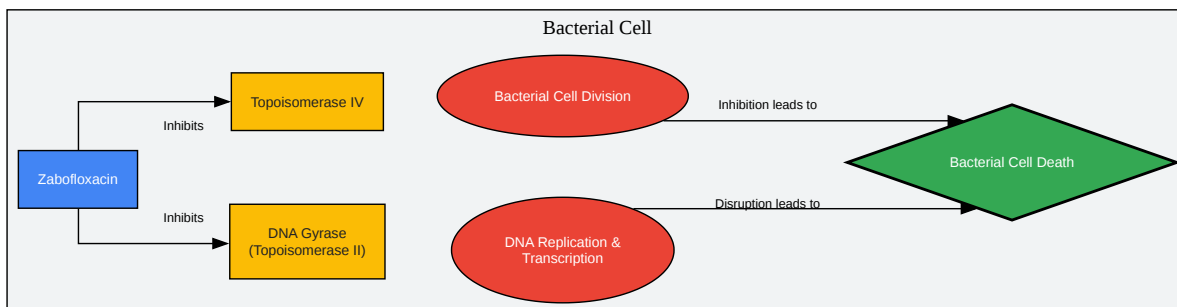 Bacterial Cell
Topoisomerase IV
Bacterial Cell Division
Inhibition leads to
Inhibits
Zabofloxacin
Bacterial Cell Death
Inhibits
DNA Gyrase
(Topoisomerase II)
DNA Replication &
Transcription
Disruption leads to